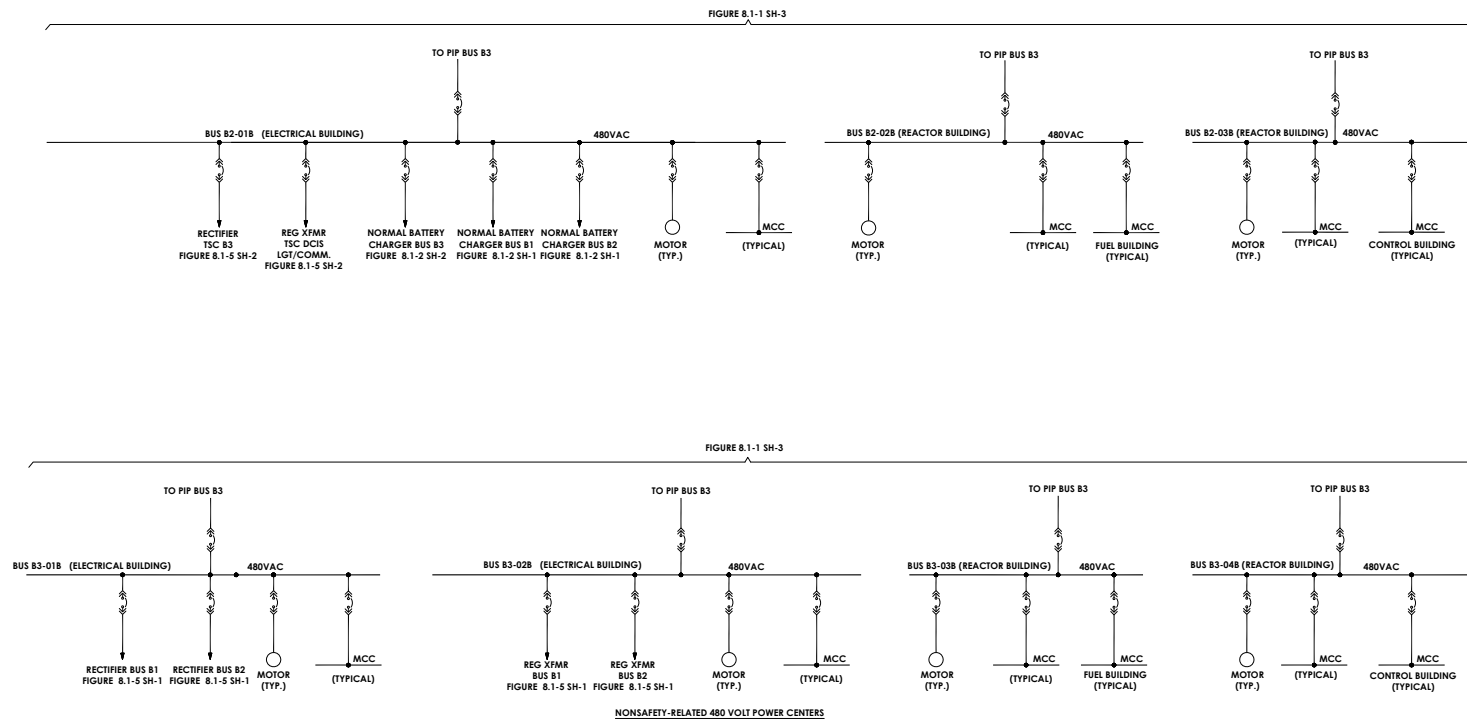 FIGURE 8.1-1 SH-3
TO PIP BUS B3
TO PIP BUS B3
TO PIP BUS B3
BUS B2-01B (ELECTRICAL BUILDING)
480VAC
BUS B2-02B (REACTOR BUILDING)
480VAC
BUS B2-03B (REACTOR BUILDING)
480VAC
RECTIFIER
TSC B3
FIGURE 8.1-5 SH-2
REG XFMR
TSC DCIS
LGT/COMM.
FIGURE 8.1-5 SH-2
NORMAL BATTERY
CHARGER BUS B3
FIGURE 8.1-2 SH-2
NORMAL BATTERY
CHARGER BUS B1
FIGURE 8.1-2 SH-1
NORMAL BATTERY
CHARGER BUS B2
FIGURE 8.1-2 SH-1
MOTOR
(TYP.)
MCC
(TYPICAL)
MOTOR
(TYP.)
MCC
(TYPICAL)
MCC
FUEL BUILDING
(TYPICAL)
MOTOR
(TYP.)
MCC
(TYPICAL)
MCC
CONTROL BUILDING
(TYPICAL)
FIGURE 8.1-1 SH-3
TO PIP BUS B3
TO PIP BUS B3
TO PIP BUS B3
TO PIP BUS B3
BUS B3-01B (ELECTRICAL BUILDING)
480VAC
BUS B3-02B (ELECTRICAL BUILDING)
480VAC
BUS B3-03B (REACTOR BUILDING)
480VAC
BUS B3-04B (REACTOR BUILDING)
480VAC
RECTIFIER BUS B1
FIGURE 8.1-5 SH-1
RECTIFIER BUS B2
FIGURE 8.1-5 SH-1
MOTOR
(TYP.)
MCC
(TYPICAL)
REG XFMR
BUS B1
FIGURE 8.1-5 SH-1
REG XFMR
BUS B2
FIGURE 8.1-5 SH-1
MOTOR
(TYP.)
MCC
(TYPICAL)
MOTOR
(TYP.)
MCC
(TYPICAL)
MCC
FUEL BUILDING
(TYPICAL)
MOTOR
(TYP.)
MCC
(TYPICAL)
MCC
CONTROL BUILDING
(TYPICAL)
NONSAFETY-RELATED 480 VOLT POWER CENTERS